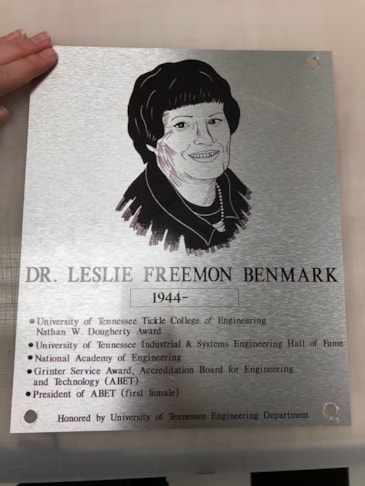 DR. LESLIE FREEMON BENMARK
1944-
• University of Tennessee Tickle College of Engineering
Nathan W. Dougherty Award
• University of Tennessee Industrial & Systems Engineering Hall of Fame
• National Academy of Engineering
• Grinter Service Award, Accreditation Board for Engineering
and Technology (ABET)
• President of ABET (first female)
Honored by University of Tennessee Engineering Department